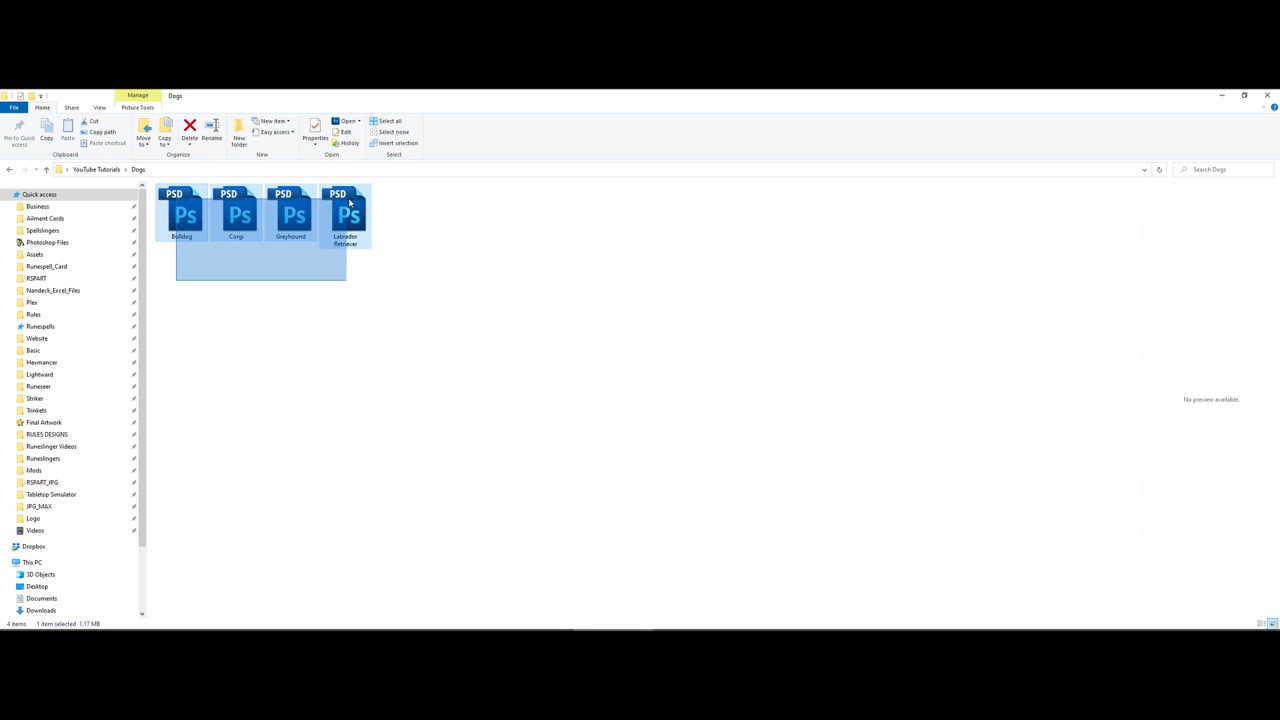 Manage
Dogs
File
Home
Share
View
Picture Tools
Pin to Quick
access
Copy
Paste
Cut
Copy path
Paste shortcut
Clipboard
Move
to
Copy
to
Delete
Rename
Organize
New
folder
New item
Easy access
New
Properties
Open
Edit
History
Open
Select all
Select none
Invert selection
Select
YouTube Tutorials
Dogs
Search Dogs
Quick access
Business
Ailment Cards
Spellslingers
Photoshop Files
Assets
Runespell_Card
RSPART
Nandeck_Excel_Files
Plex
Rules
Runespells
Website
Basic
Hexmancer
Lightward
Runeseer
Striker
Trinkets
Final Artwork
RULES DESIGNS
Runeslinger Videos
Runeslingers
Mods
RSPART_JPG
Tabletop Simulator
JPG_MAX
Logo
Videos
Dropbox
This PC
3D Objects
Desktop
Documents
Downloads
PSD
Ps
Bulldog
PSD
Ps
Corgi
PSD
Ps
Greyhound
PSD
Ps
Labrador
Retriever
No preview available.
4 items
1 item selected 1.17 MB